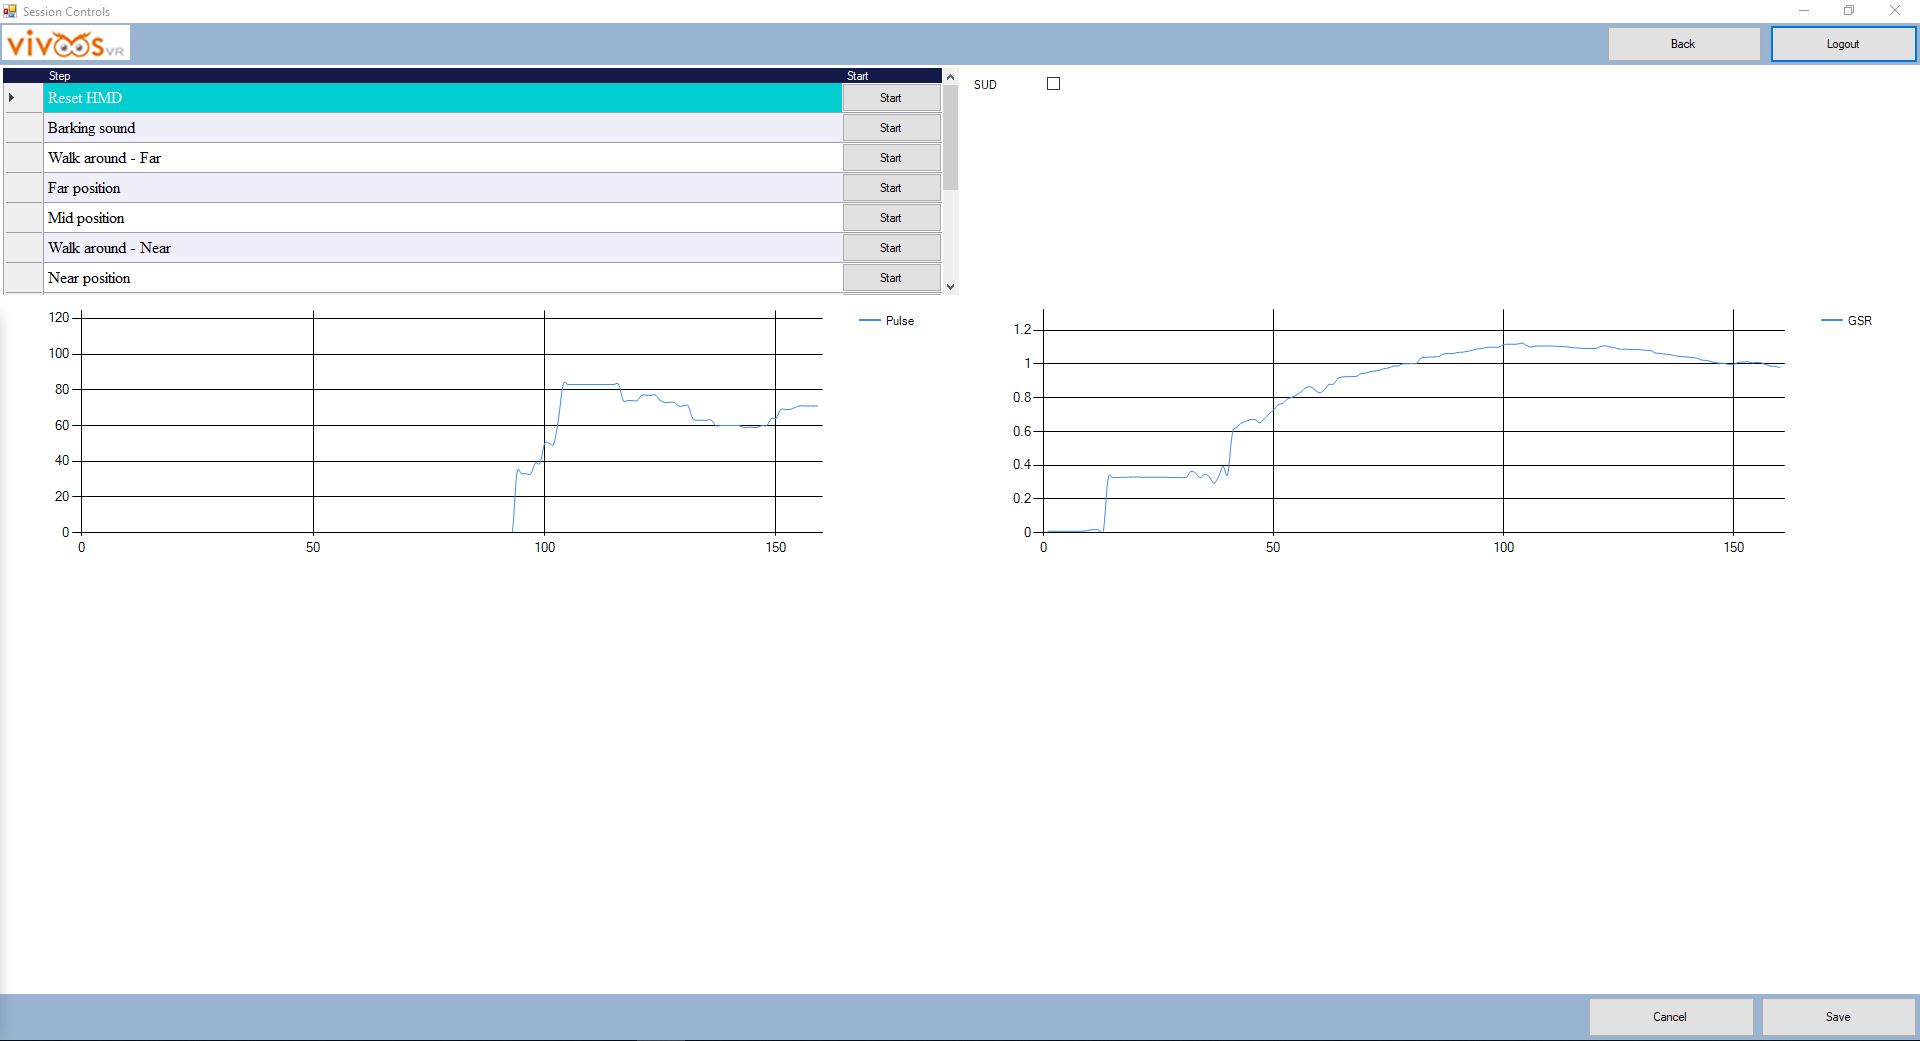 Session Controls
vivoosVR
Back
Logout
Step Start
Reset HMD Start
Barking sound Start
Walk around - Far Start
Far position Start
Mid position Start
Walk around - Near Start
Near position Start
SUD
120
100
80
60
40
20
0
0 50 100 150
Pulse
1.2
1
0.8
0.6
0.4
0.2
0
0 50 100 150
GSR
Cancel
Save